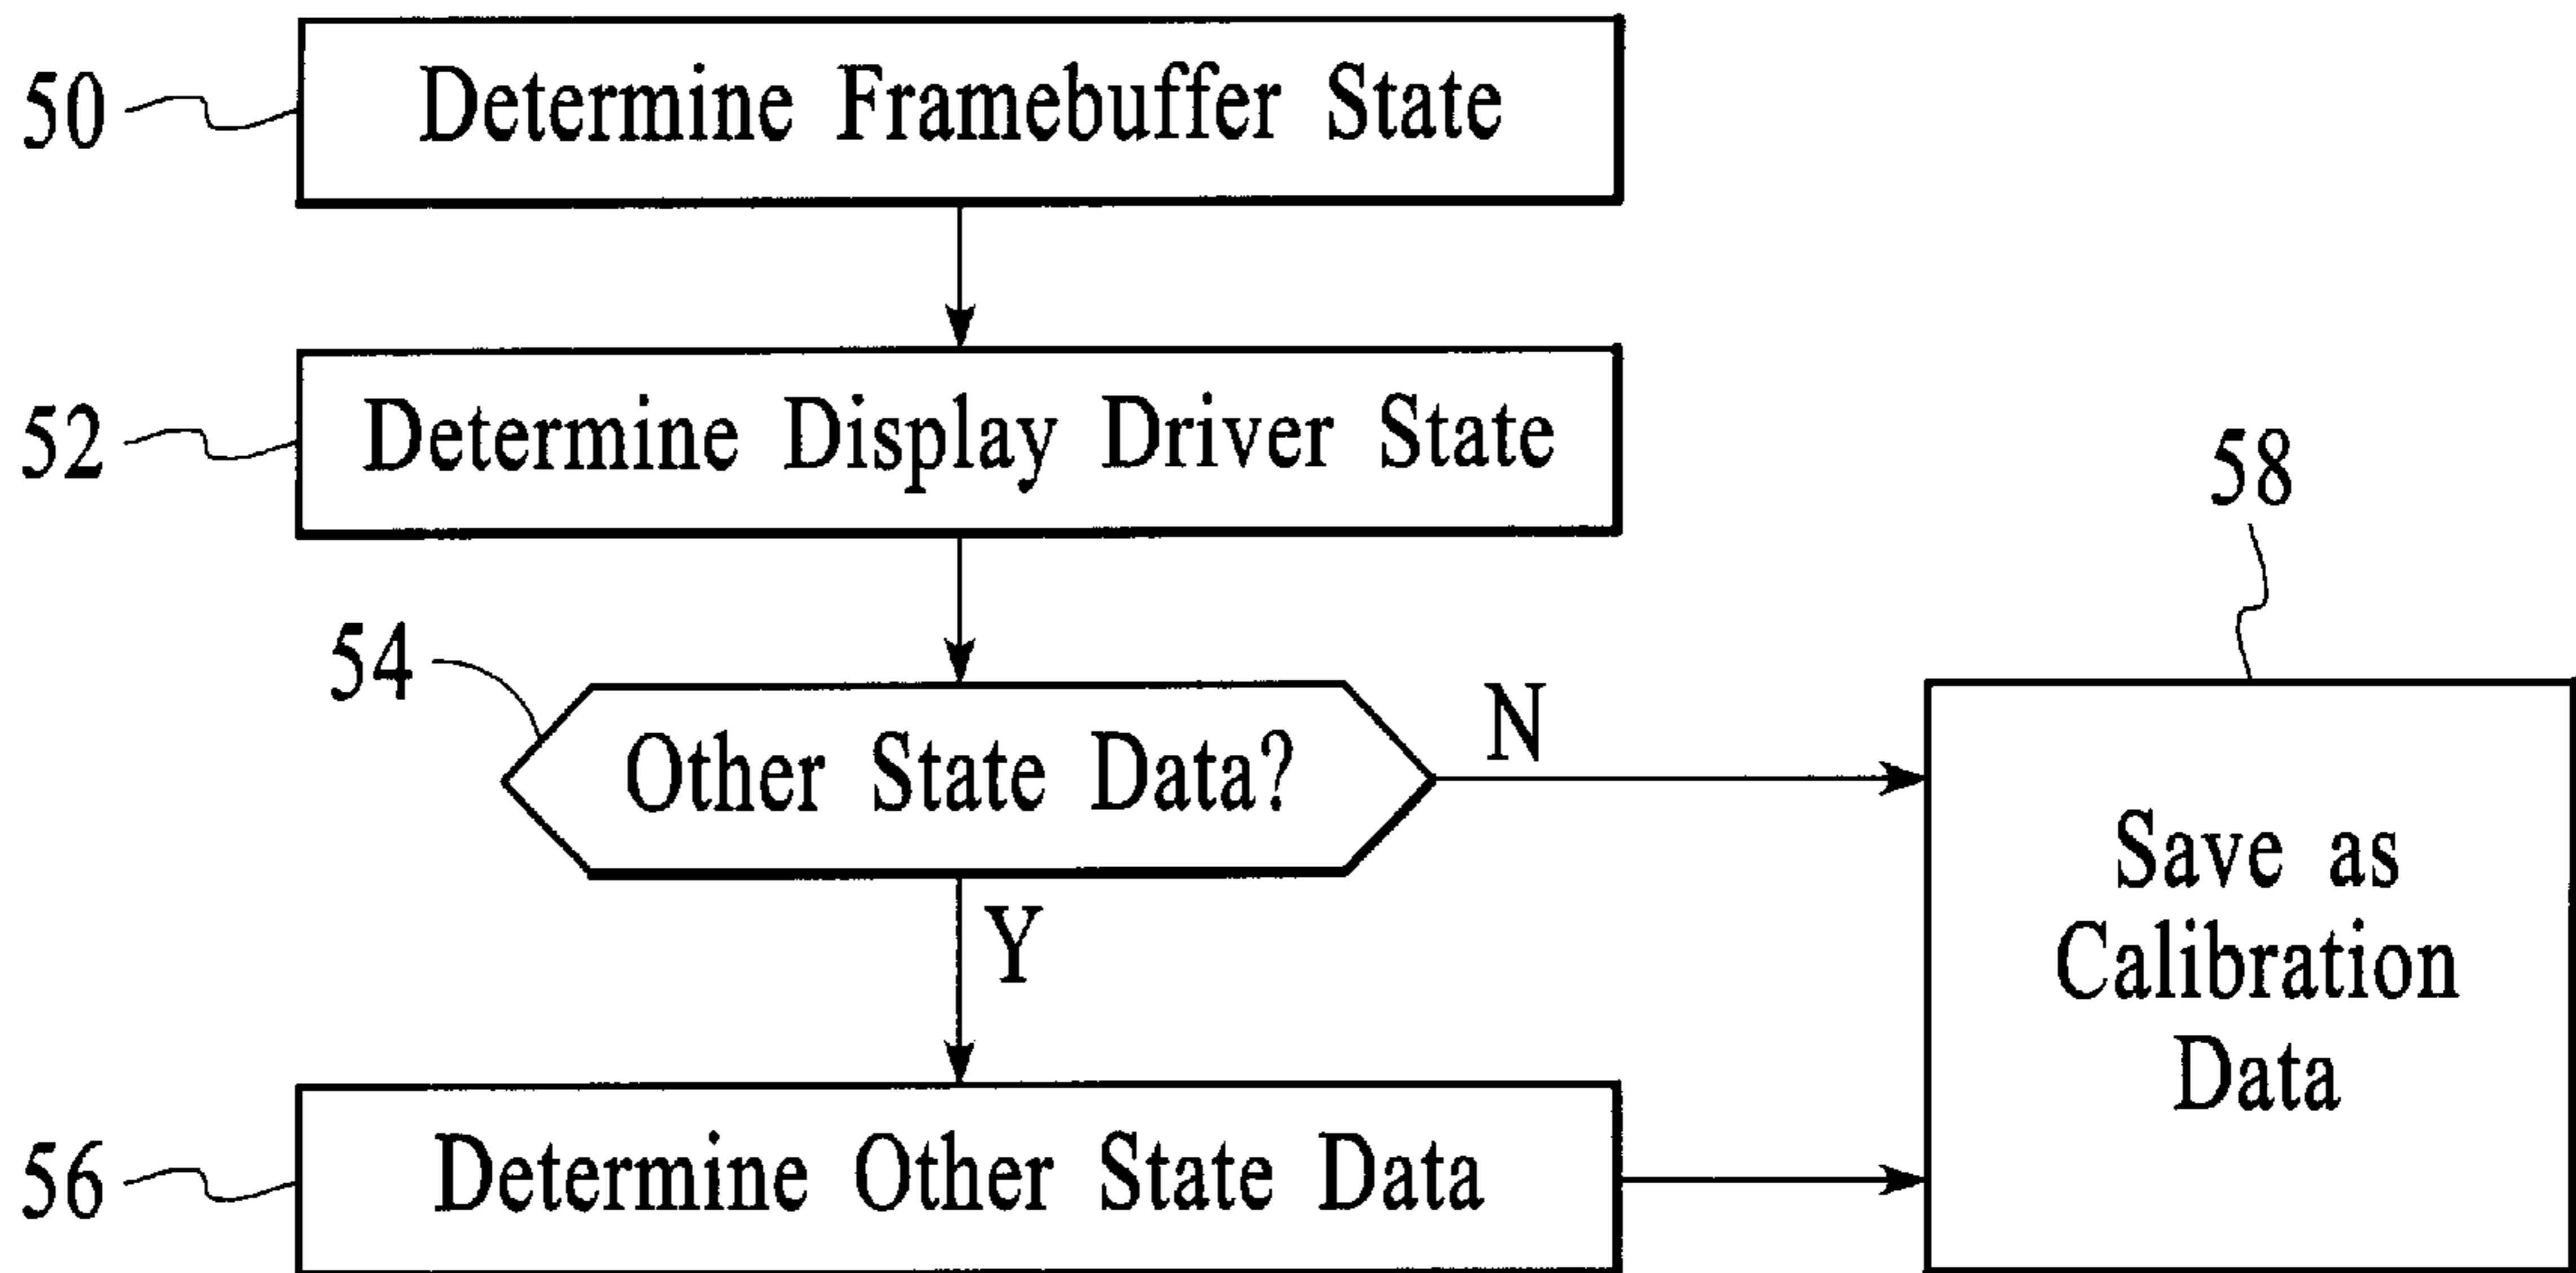 50
Determine Framebuffer State
52
Determine Display Driver State
58
54
Other State Data?
N
Y
Save as
Calibration
Data
56
Determine Other State Data